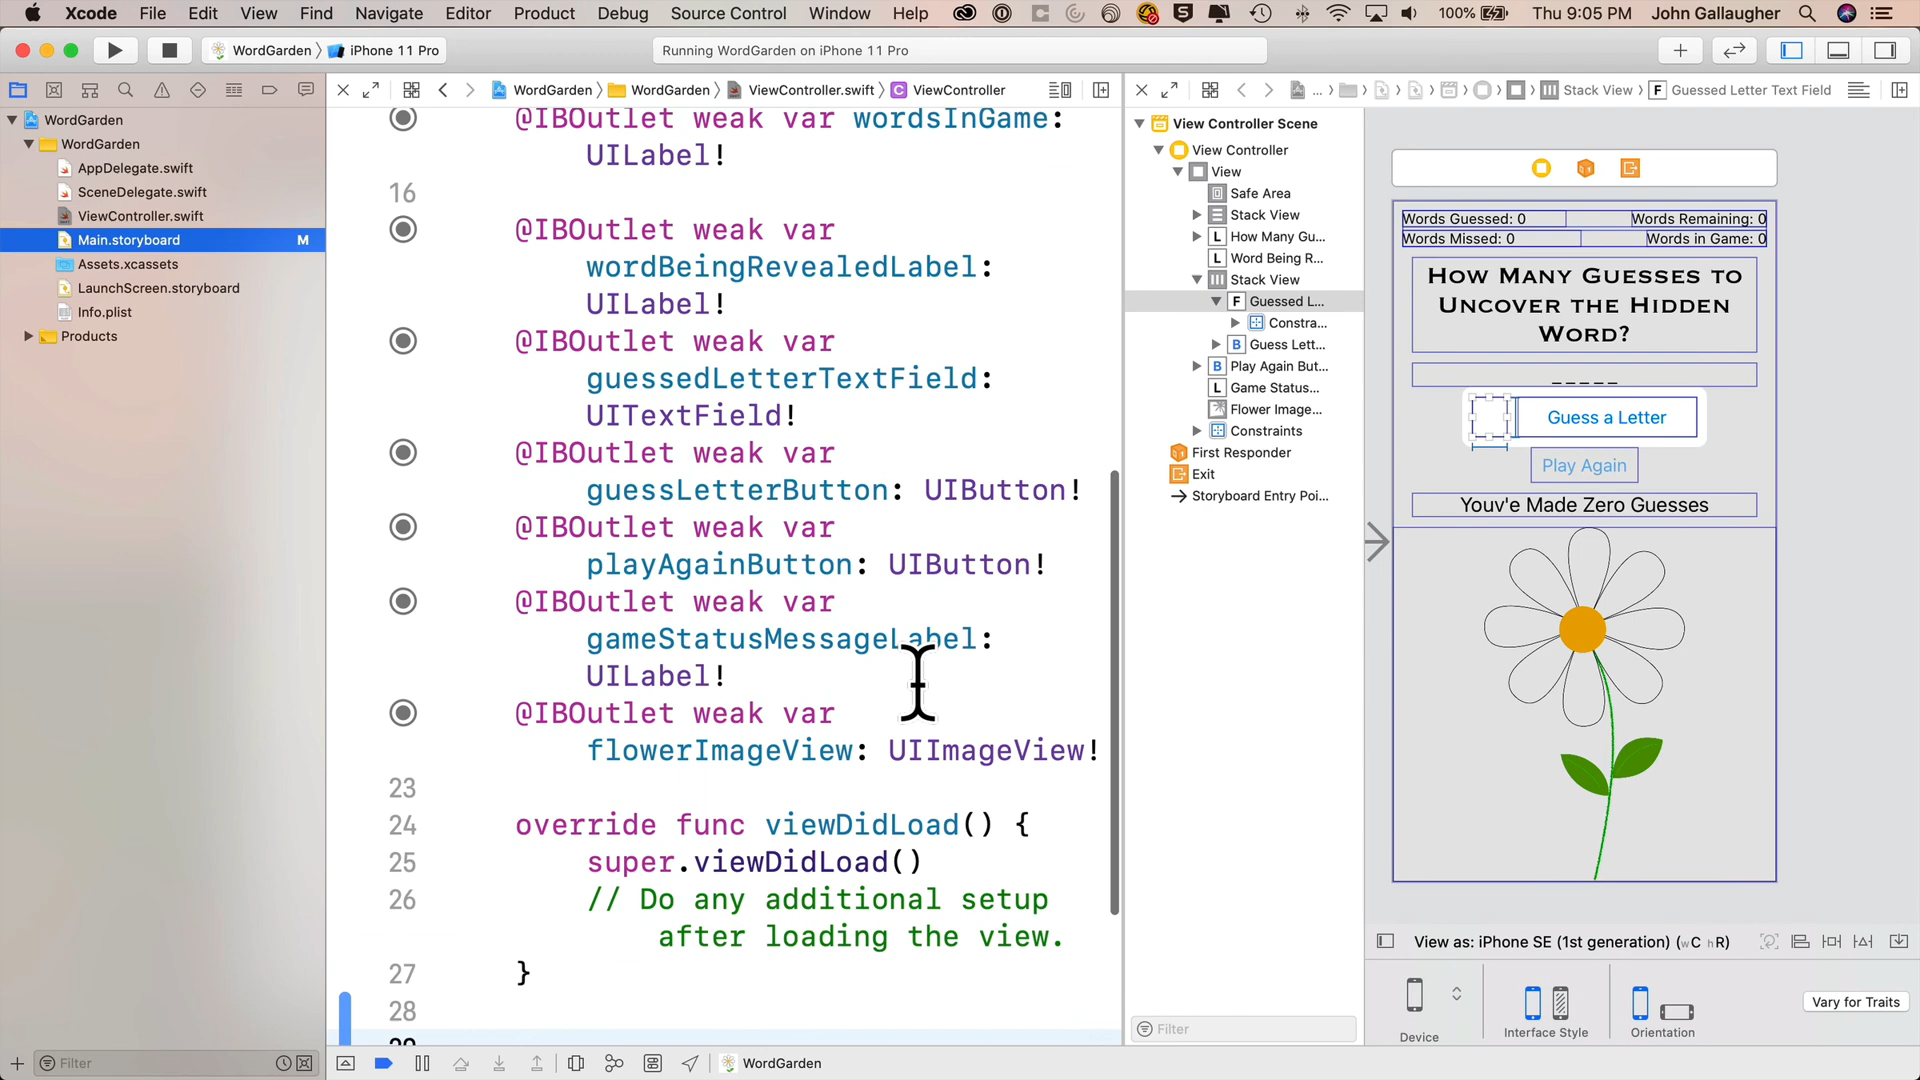 Xcode File Edit View Find Navigate Editor Product Debug Source Control Window Help 100% Thu 9:05 PM John Gallaugher
WordGarden iPhone 11 Pro Running WordGarden on iPhone 11 Pro
WordGarden WordGarden ViewController.swift ViewController
... Stack View F Guessed Letter Text Field
WordGarden
WordGarden
AppDelegate.swift
SceneDelegate.swift
ViewController.swift
Main.storyboard M
Assets.xcassets
LaunchScreen.storyboard
Info.plist
Products
Filter
@IBOutlet weak var wordsInGame:
UILabel!
16
@IBOutlet weak var
wordBeingRevealedLabel:
UILabel!
@IBOutlet weak var
guessedLetterTextField:
UITextField!
@IBOutlet weak var
guessLetterButton: UIButton!
@IBOutlet weak var
playAgainButton: UIButton!
@IBOutlet weak var
gameStatusMessageLabel:
UILabel!
@IBOutlet weak var
flowerImageView: UIImageView!
23
24 override func viewDidLoad() {
25 super.viewDidLoad()
26 // Do any additional setup
after loading the view.
27 }
28
29
WordGarden
View Controller Scene
View Controller
View
Safe Area
Stack View
L How Many Gu...
L Word Being R...
Stack View
F Guessed L...
Constra...
B Guess Lett...
B Play Again But...
L Game Status...
Flower Image...
Constraints
First Responder
Exit
Storyboard Entry Poi...
Filter
Words Guessed: 0 Words Remaining: 0
Words Missed: 0 Words in Game: 0
How Many Guesses to
Uncover the Hidden
Word?
_ _ _ _ _
Guess a Letter
Play Again
Youv'e Made Zero Guesses
View as: iPhone SE (1st generation) (wC hR)
Device Interface Style Orientation Vary for Traits